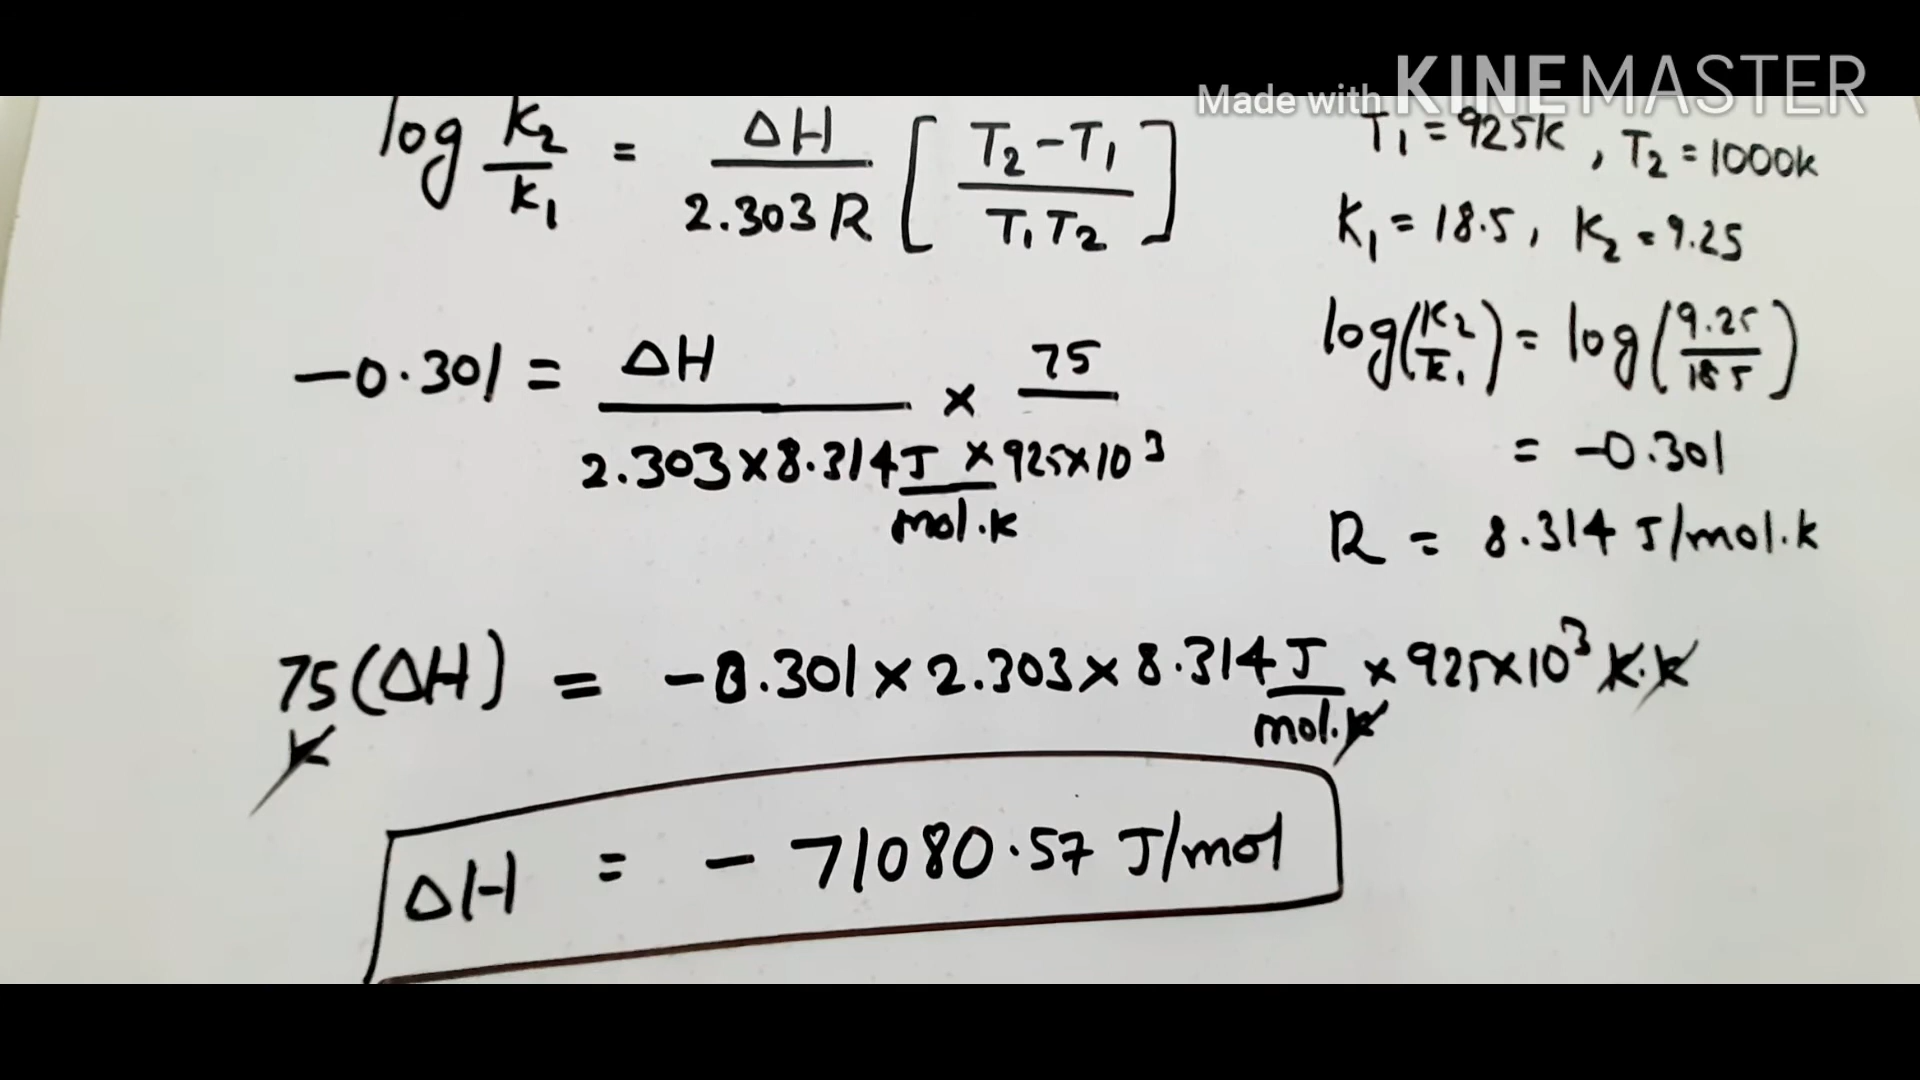 Made with KINEMASTER
log K2/K1 = ΔH/2.303 R [T2-T1/T1T2]
T1 = 925K, T2 = 1000K
K1 = 18.5, K2 = 9.25
log(K2/K1) = log(9.25/18.5)
= -0.301
R = 8.314 J/mol.K
-0.301 = ΔH/2.303×8.314 J/mol.K ×925×10³ × 75
75 K (ΔH) = -0.301×2.303×8.314 J/mol.K ×925×10³ K.K
ΔH = -71080.57 J/mol